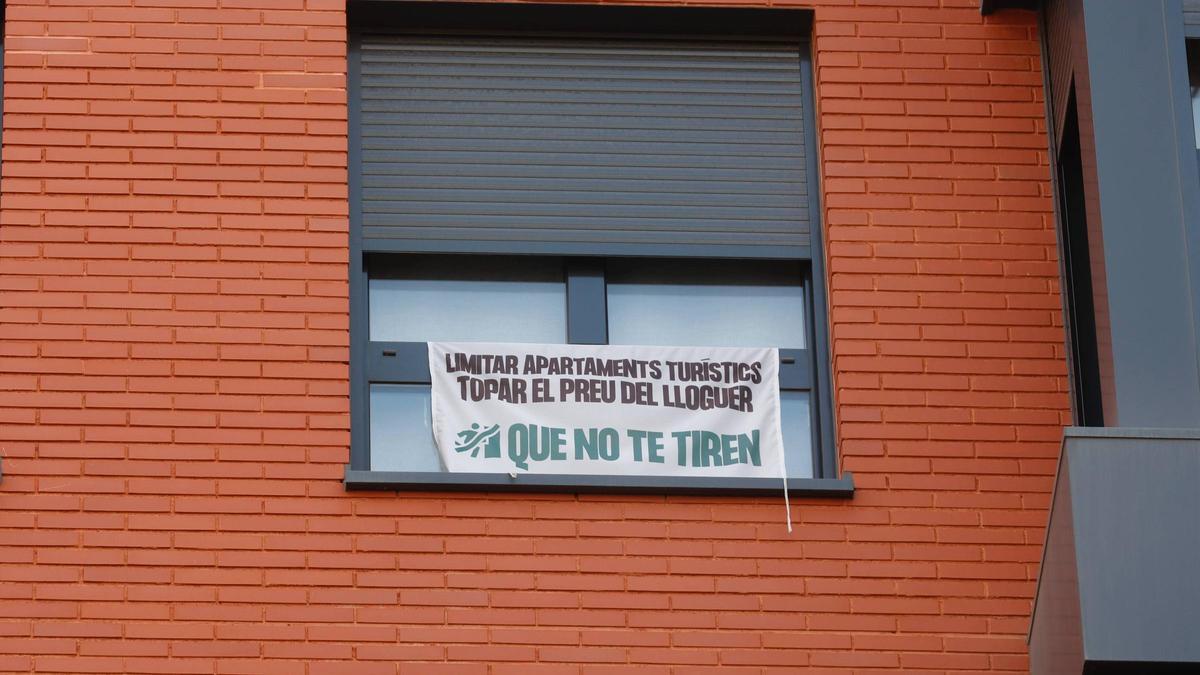 LIMITAR APARTAMENTS TURÍSTICS
TOPAR EL PREU DEL LLOGUER
QUE NO TE TIREN